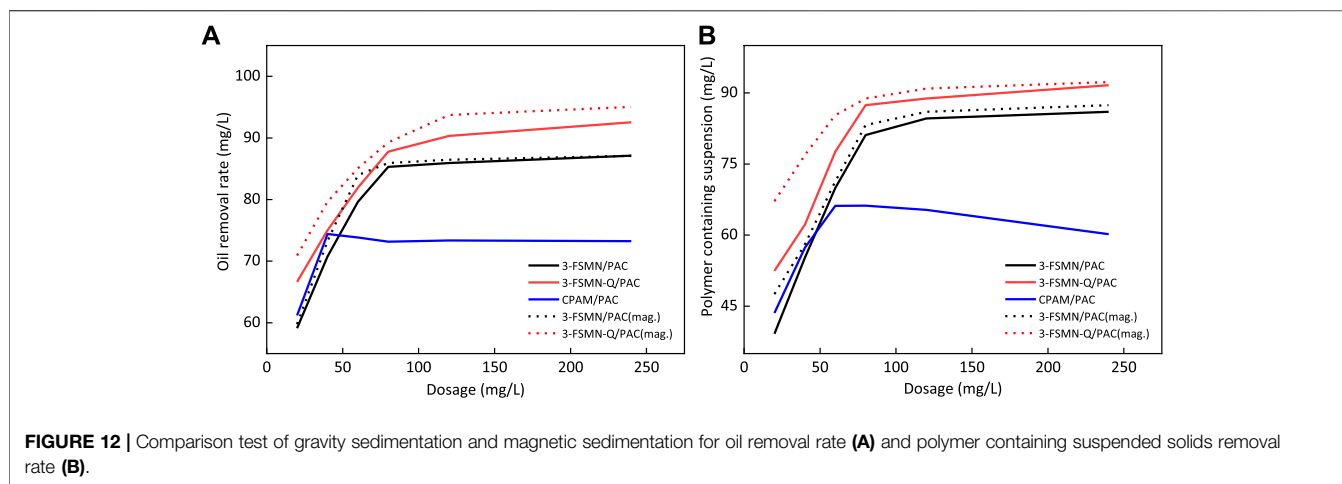 A
Oil removal rate (mg/L)
100
90
80
70
60
0
50
100
150
200
250
Dosage (mg/L)
3-FSMN/PAC
3-FSMN-Q/PAC
CPAM/PAC
3-FSMN/PAC(mag.)
3-FSMN-Q/PAC(mag.)
B
Polymer containing suspension (mg/L)
90
75
60
45
0
50
100
150
200
250
Dosage (mg/L)
3-FSMN/PAC
3-FSMN-Q/PAC
CPAM/PAC
3-FSMN/PAC(mag.)
3-FSMN-Q/PAC(mag.)
FIGURE 12 | Comparison test of gravity sedimentation and magnetic sedimentation for oil removal rate (A) and polymer containing suspended solids removal
rate (B).